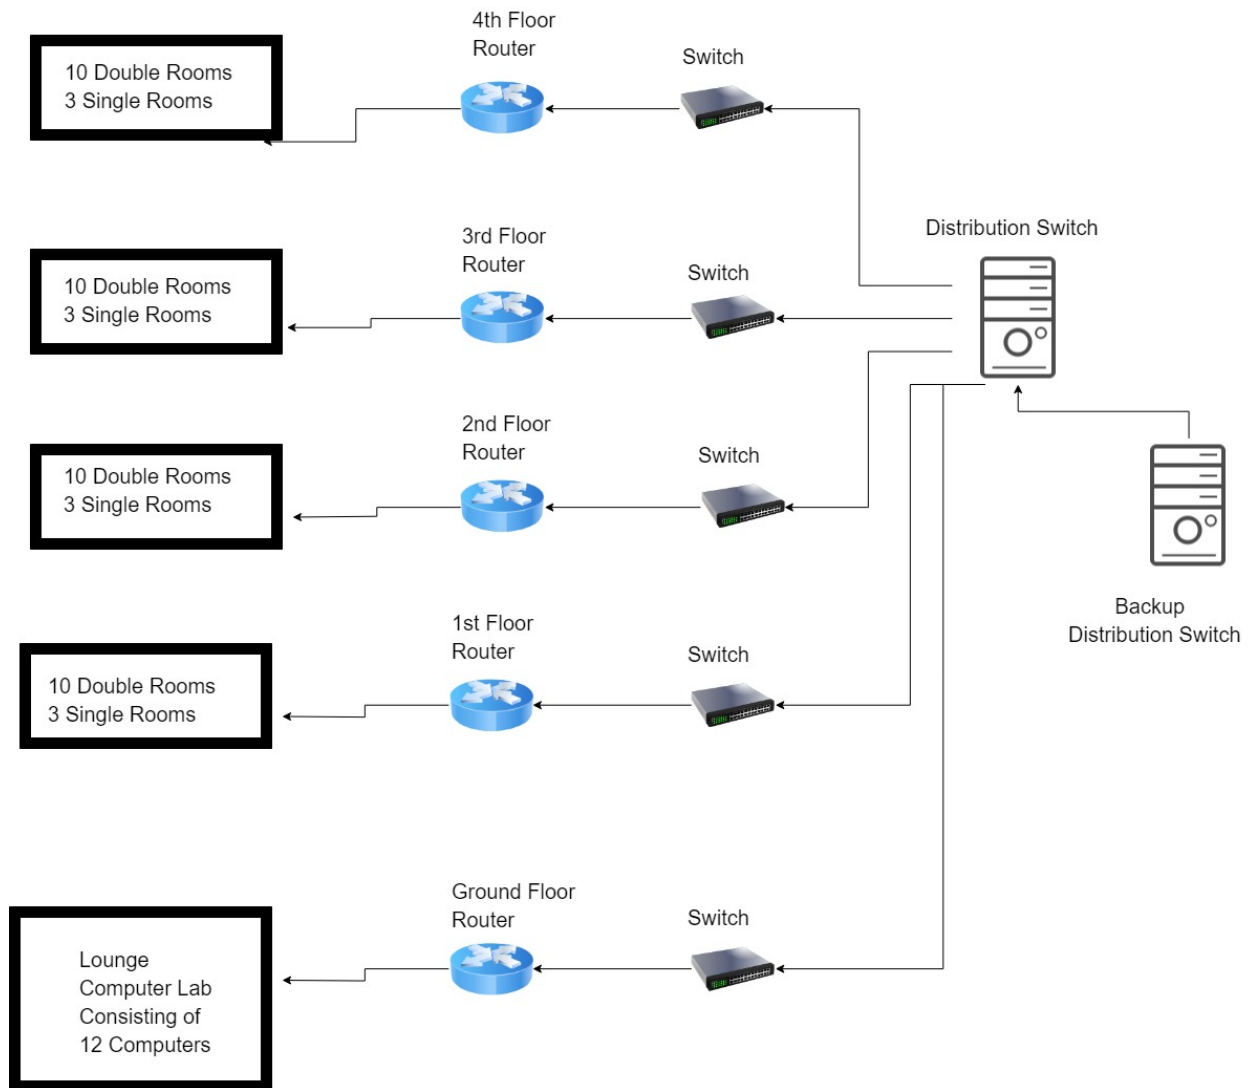 4th Floor
Router
Switch
10 Double Rooms
3 Single Rooms
3rd Floor
Router
Switch
Distribution Switch
10 Double Rooms
3 Single Rooms
2nd Floor
Router
Switch
10 Double Rooms
3 Single Rooms
Backup
Distribution Switch
1st Floor
Router
Switch
10 Double Rooms
3 Single Rooms
Ground Floor
Router
Switch
Lounge
Computer Lab
Consisting of
12 Computers